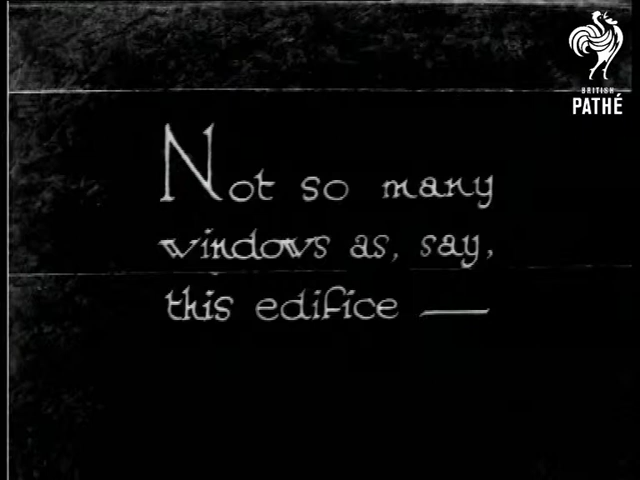 BRITISH
PATHÉ
Not so many
windows as, say,
this edifice —